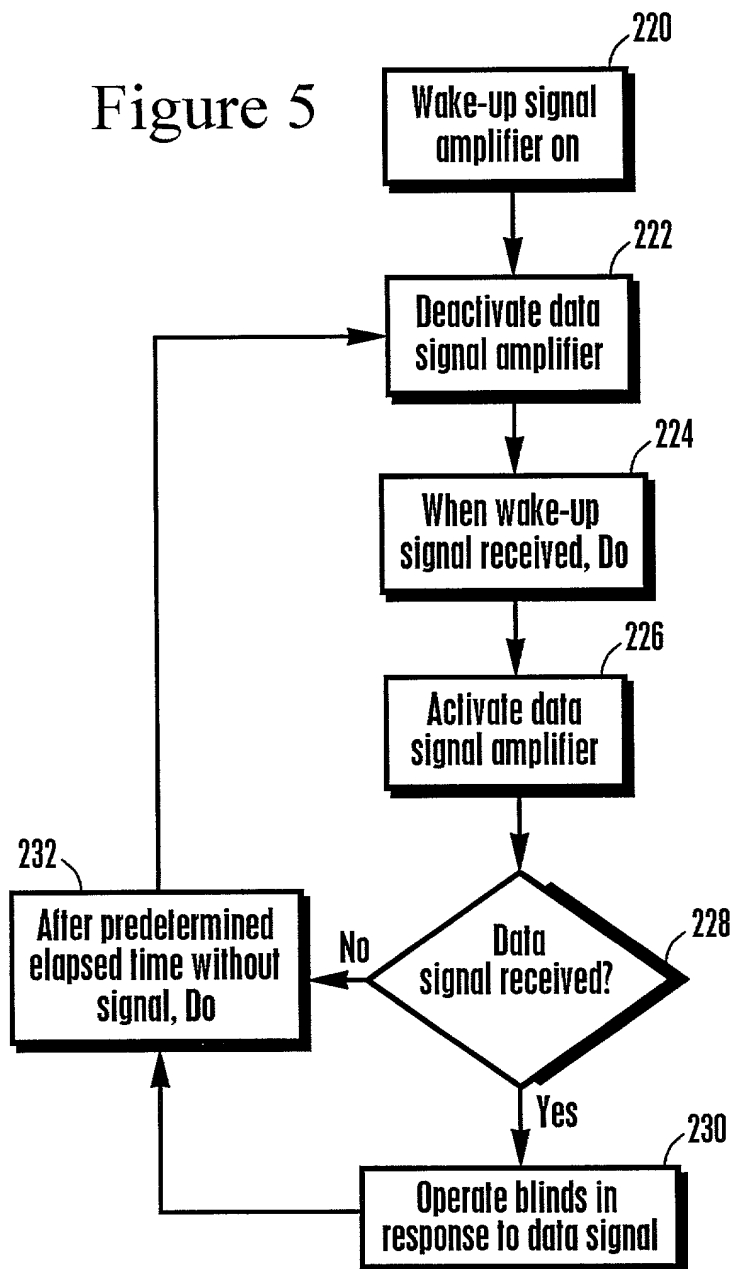 Figure 5
220
Wake-up signal
amplifier on
222
Deactivate data
signal amplifier
224
When wake-up
signal received, Do
226
Activate data
signal amplifier
232
After predetermined
elapsed time without
signal, Do
No
Data
signal received?
228
Yes
230
Operate blinds in
response to data signal